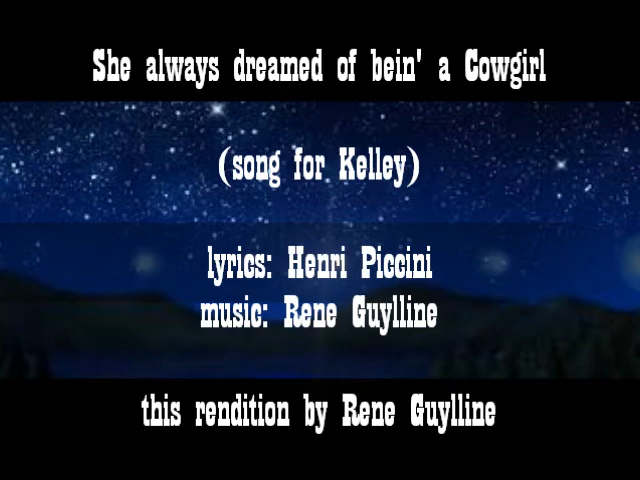 She always dreamed of bein' a Cowgirl
(song for Kelley)
lyrics: Henri Piccini
music: Rene Guylline
this rendition by Rene Guylline